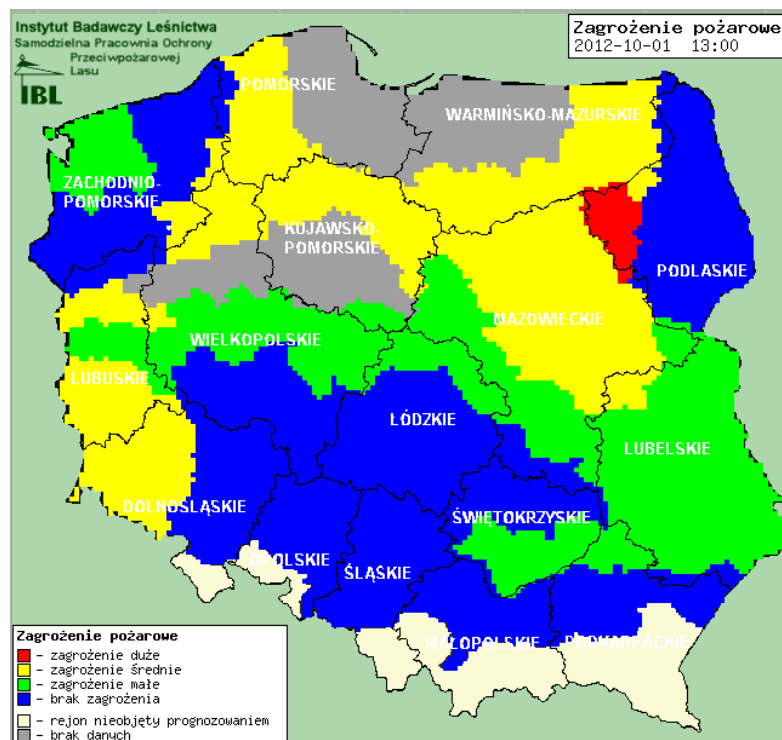 Instytut Badawczy Leśnictwa
Samodzielna Pracownia Ochrony
Przeciwpożarowej
Lasu
IBL
Zagrożenie pożarowe
2012-10-01 13:00
POMORSKIE
WARMIŃSKO-MAZURSKIE
ZACHODNIO-
POMORSKIE
KUJAWSKO-
POMORSKIE
PODLASKIE
MAZOWIECKIE
WIELKOPOLSKIE
LUBUSKIE
ŁÓDZKIE
LUBELSKIE
DOLNOŚLĄSKIE
ŚWIĘTOKRZYSKIE
OPOLSKIE
ŚLĄSKIE
MAŁOPOLSKIE
PODKARPACKIE
Zagrożenie pożarowe
- zagrożenie duże
- zagrożenie średnie
- zagrożenie małe
- brak zagrożenia
- rejon nieobjęty prognozowaniem
- brak danych